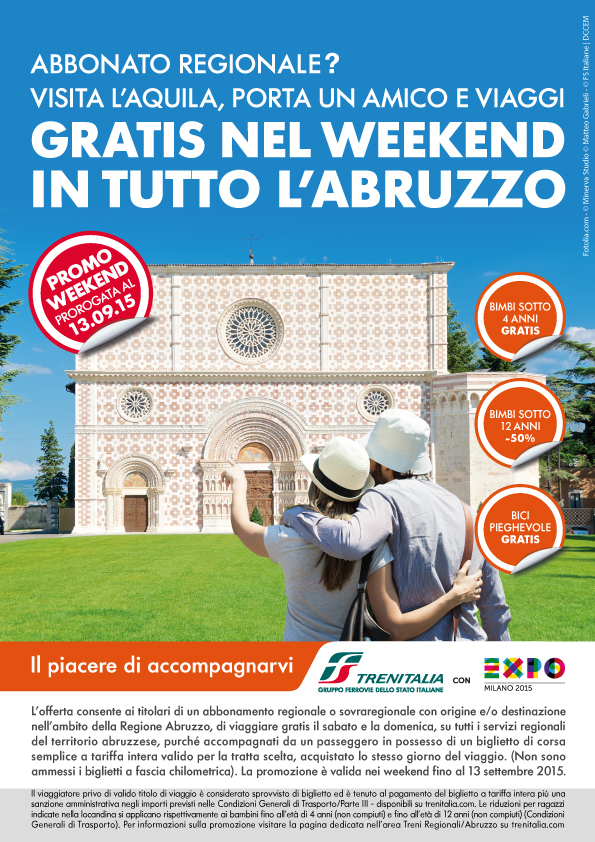 ABBONATO REGIONALE?
VISITA L'AQUILA, PORTA UN AMICO E VIAGGI
GRATIS NEL WEEKEND
IN TUTTO L'ABRUZZO
Fotolia.com - © Minerva Studio © Matteo Gabrieli - © FS Italiane | DCCEM
PROMO
WEEKEND
PROROGATA AL
13.09.15
BIMBI SOTTO
4 ANNI
GRATIS
BIMBI SOTTO
12 ANNI
-50%
BICI
PIEGHEVOLE
GRATIS
Il piacere di accompagnarvi
TRENITALIA
GRUPPO FERROVIE DELLO STATO ITALIANE
CON
EXPO
MILANO 2015
L'offerta consente ai titolari di un abbonamento regionale o sovraregionale con origine e/o destinazione
nell'ambito della Regione Abruzzo, di viaggiare gratis il sabato e la domenica, su tutti i servizi regionali
del territorio abruzzese, purché accompagnati da un passeggero in possesso di un biglietto di corsa
semplice a tariffa intera valido per la tratta scelta, acquistato lo stesso giorno del viaggio. (Non sono
ammessi i biglietti a fascia chilometrica). La promozione è valida nei weekend fino al 13 settembre 2015.
Il viaggiatore privo di valido titolo di viaggio è considerato sprovvisto di biglietto ed è tenuto al pagamento del biglietto a tariffa intera più una
sanzione amministrativa negli importi previsti nelle Condizioni Generali di Trasporto/Parte III - disponibili su trenitalia.com. Le riduzioni per ragazzi
indicate nella locandina si applicano rispettivamente ai bambini fino all'età di 4 anni (non compiuti) e fino all'età di 12 anni (non compiuti) (Condizioni
Generali di Trasporto). Per informazioni sulla promozione visitare la pagina dedicata nell'area Treni Regionali/Abruzzo su trenitalia.com